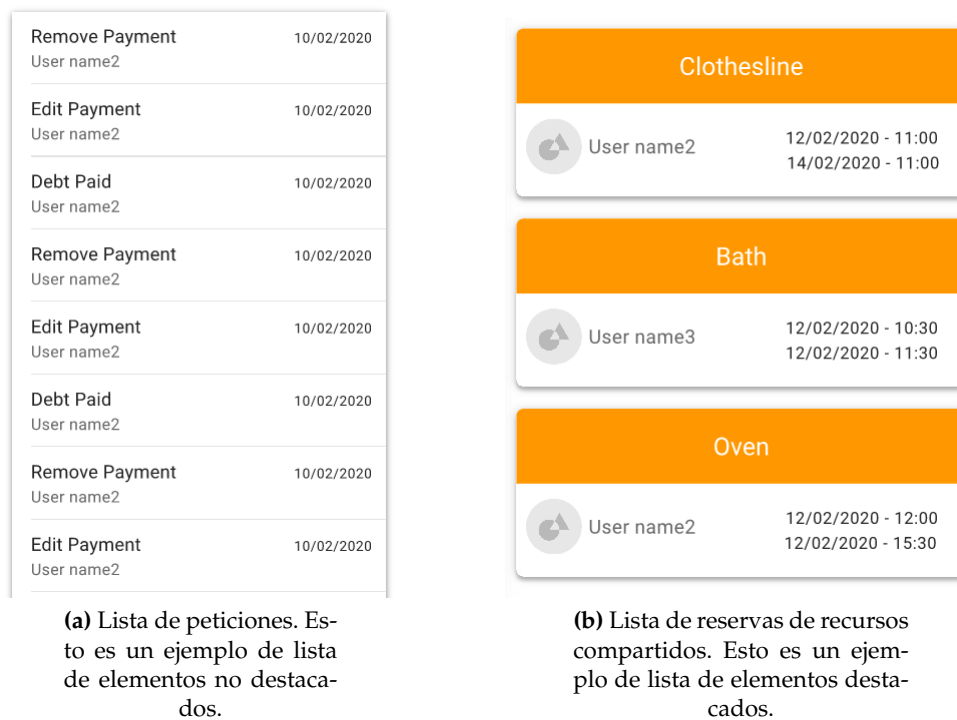 Remove Payment 10/02/2020
User name2
Edit Payment 10/02/2020
User name2
Debt Paid 10/02/2020
User name2
Remove Payment 10/02/2020
User name2
Edit Payment 10/02/2020
User name2
Debt Paid 10/02/2020
User name2
Remove Payment 10/02/2020
User name2
Edit Payment 10/02/2020
User name2
(a) Lista de peticiones. Es-
to es un ejemplo de lista
de elementos no destaca-
dos.
Clothesline
User name2
12/02/2020 - 11:00
14/02/2020 - 11:00
Bath
User name3
12/02/2020 - 10:30
12/02/2020 - 11:30
Oven
User name2
12/02/2020 - 12:00
12/02/2020 - 15:30
(b) Lista de reservas de recursos
compartidos. Esto es un ejem-
plo de lista de elementos desta-
cados.